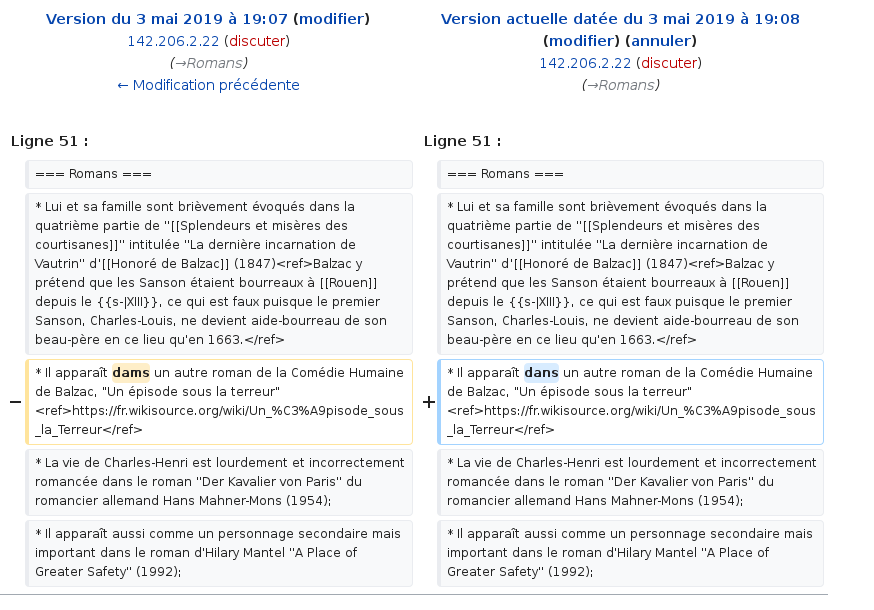 Version du 3 mai 2019 à 19:07 (modifier)
142.206.2.22 (discuter)
(→Romans)
← Modification précédente
Version actuelle datée du 3 mai 2019 à 19:08
(modifier) (annuler)
142.206.2.22 (discuter)
(→Romans)
Ligne 51 :
=== Romans ===
* Lui et sa famille sont brièvement évoqués dans la
quatrième partie de ''[[Splendeurs et misères des
courtisanes]]'' intitulée "La dernière incarnation de
Vautrin" d'[[Honoré de Balzac]] (1847)<ref>Balzac y
prétend que les Sanson étaient bourreaux à [[Rouen]]
depuis le {{s-|XIII}}, ce qui est faux puisque le premier
Sanson, Charles-Louis, ne devient aide-bourreau de son
beau-père en ce lieu qu'en 1663.</ref>
− * Il apparaît dams un autre roman de la Comédie Humaine
de Balzac, "Un épisode sous la terreur"
<ref>https://fr.wikisource.org/wiki/Un_%C3%A9pisode_sous
_la_Terreur</ref>
* La vie de Charles-Henri est lourdement et incorrectement
romancée dans le roman ''Der Kavalier von Paris'' du
romancier allemand Hans Mahner-Mons (1954);
* Il apparaît aussi comme un personnage secondaire mais
important dans le roman d'Hilary Mantel ''A Place of
Greater Safety'' (1992);
Ligne 51 :
=== Romans ===
* Lui et sa famille sont brièvement évoqués dans la
quatrième partie de ''[[Splendeurs et misères des
courtisanes]]'' intitulée "La dernière incarnation de
Vautrin" d'[[Honoré de Balzac]] (1847)<ref>Balzac y
prétend que les Sanson étaient bourreaux à [[Rouen]]
depuis le {{s-|XIII}}, ce qui est faux puisque le premier
Sanson, Charles-Louis, ne devient aide-bourreau de son
beau-père en ce lieu qu'en 1663.</ref>
+ * Il apparaît dans un autre roman de la Comédie Humaine
de Balzac, "Un épisode sous la terreur"
<ref>https://fr.wikisource.org/wiki/Un_%C3%A9pisode_sous
_la_Terreur</ref>
* La vie de Charles-Henri est lourdement et incorrectement
romancée dans le roman ''Der Kavalier von Paris'' du
romancier allemand Hans Mahner-Mons (1954);
* Il apparaît aussi comme un personnage secondaire mais
important dans le roman d'Hilary Mantel ''A Place of
Greater Safety'' (1992);